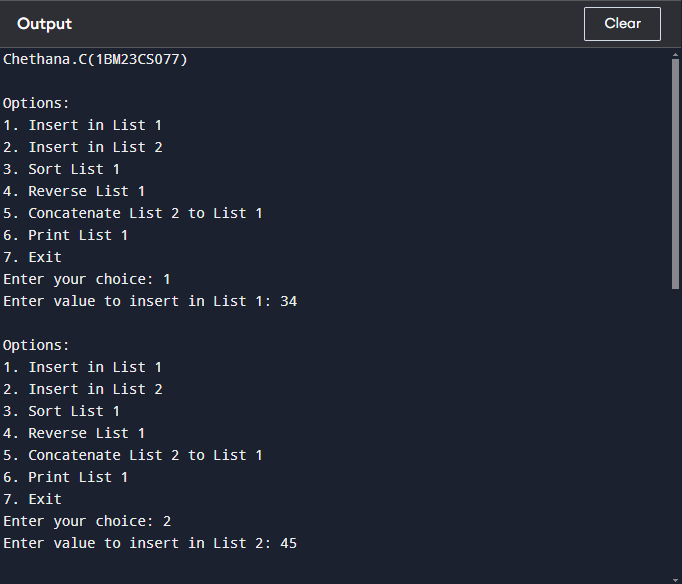 Output
Clear
Chethana.C(1BM23CS077)
Options:
1. Insert in List 1
2. Insert in List 2
3. Sort List 1
4. Reverse List 1
5. Concatenate List 2 to List 1
6. Print List 1
7. Exit
Enter your choice: 1
Enter value to insert in List 1: 34
Options:
1. Insert in List 1
2. Insert in List 2
3. Sort List 1
4. Reverse List 1
5. Concatenate List 2 to List 1
6. Print List 1
7. Exit
Enter your choice: 2
Enter value to insert in List 2: 45